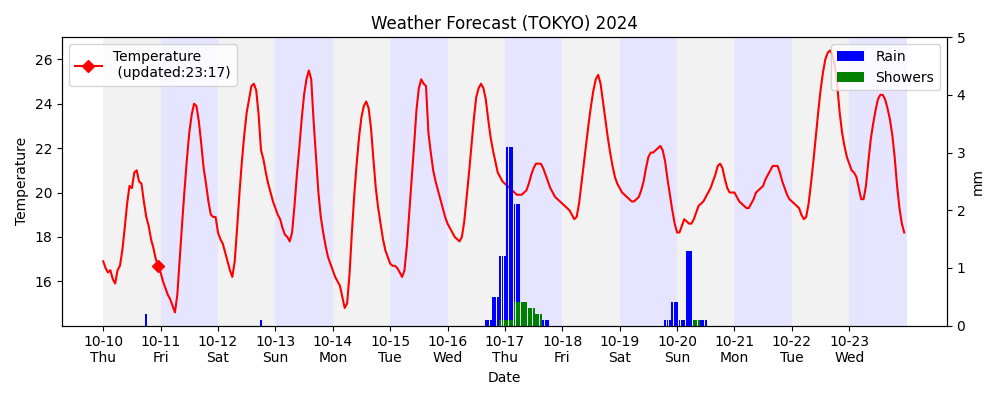 Weather Forecast (TOKYO) 2024
Temperature
(updated:23:17)
Rain
Showers
26
24
22
20
18
16
Temperature
5
4
3
2
1
0
mm
10-10 10-11 10-12 10-13 10-14 10-15 10-16 10-17 10-18 10-19 10-20 10-21 10-22 10-23
Thu Fri Sat Sun Mon Tue Wed Thu Fri Sat Sun Mon Tue Wed
Date